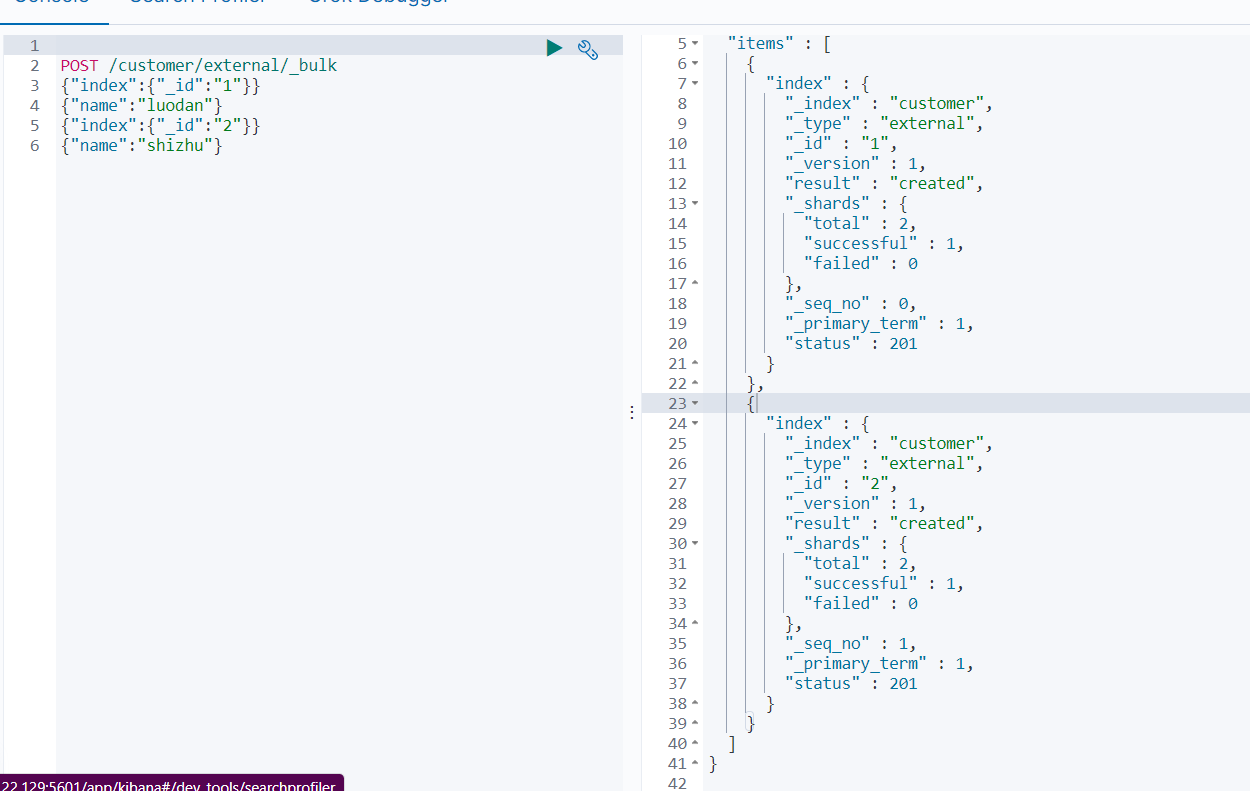 Console Search Profiler Grok Debugger
1
2 POST /customer/external/_bulk
3 {"index":{"_id":"1"}}
4 {"name":"luodan"}
5 {"index":{"_id":"2"}}
6 {"name":"shizhu"}
5 "items" : [
6 {
7 "index" : {
8 "_index" : "customer",
9 "_type" : "external",
10 "_id" : "1",
11 "_version" : 1,
12 "result" : "created",
13 "_shards" : {
14 "total" : 2,
15 "successful" : 1,
16 "failed" : 0
17 },
18 "_seq_no" : 0,
19 "_primary_term" : 1,
20 "status" : 201
21 }
22 },
23 {
24 "index" : {
25 "_index" : "customer",
26 "_type" : "external",
27 "_id" : "2",
28 "_version" : 1,
29 "result" : "created",
30 "_shards" : {
31 "total" : 2,
32 "successful" : 1,
33 "failed" : 0
34 },
35 "_seq_no" : 1,
36 "_primary_term" : 1,
37 "status" : 201
38 }
39 }
40 ]
41 }
42
22.129:5601/app/kibana#/dev_tools/searchprofiler